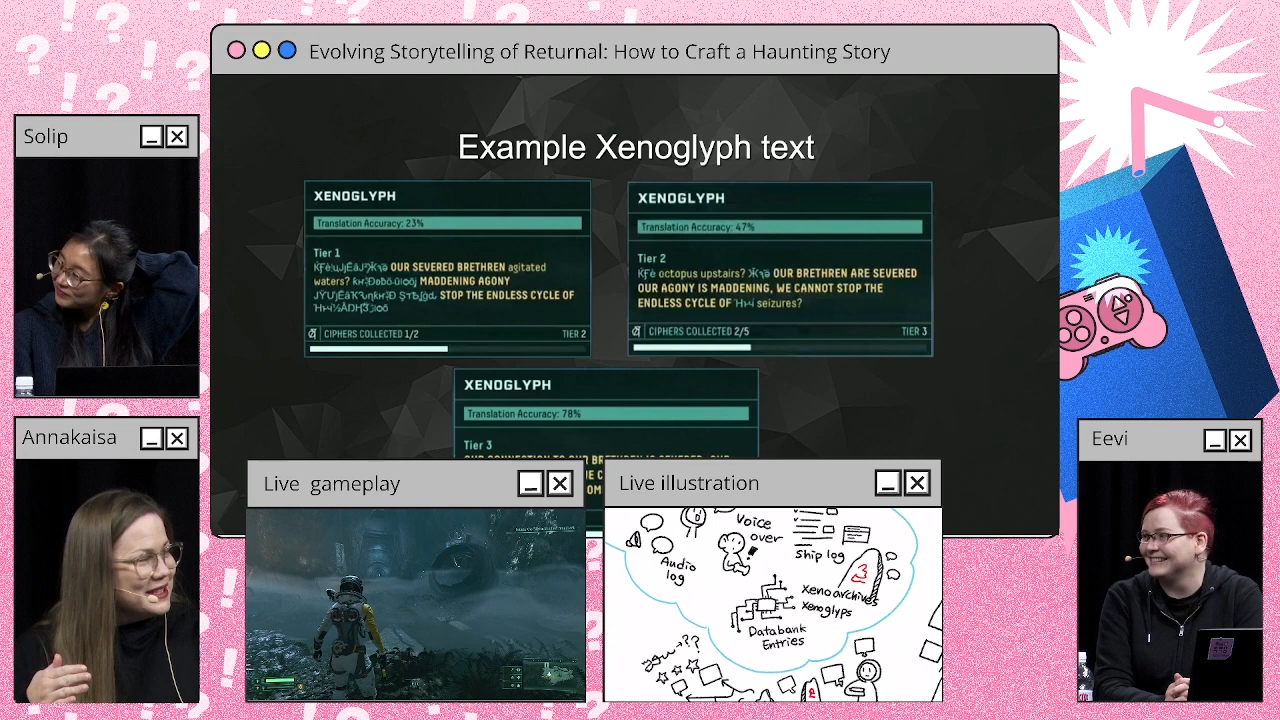 Evolving Storytelling of Returnal: How to Craft a Haunting Story
Solip
Example Xenoglyph text
XENOGLYPH
Translation Accuracy: 23%
Tier 1
OUR SEVERED BRETHREN agitated
waters? MADDENING AGONY
STOP THE ENDLESS CYCLE OF
CIPHERS COLLECTED 1/2 TIER 2
XENOGLYPH
Translation Accuracy: 47%
Tier 2
octopus upstairs? OUR BRETHREN ARE SEVERED
OUR AGONY IS MADDENING, WE CANNOT STOP THE
ENDLESS CYCLE OF seizures?
CIPHERS COLLECTED 2/5 TIER 3
XENOGLYPH
Translation Accuracy: 78%
Tier 3
Annakaisa
Eevi
Live gameplay
Live illustration
Voice
over
Ship log
Audio
log
xenoarchives
xenoglyps
Databank
Entries